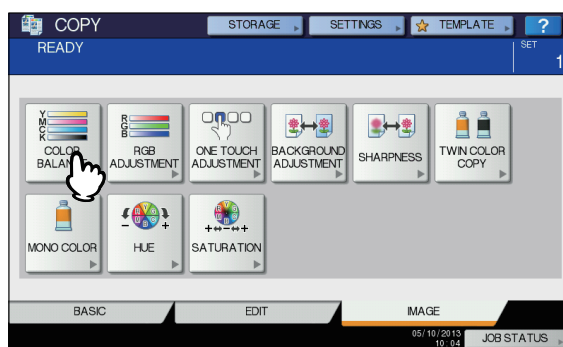 COPY
STORAGE
SETTINGS
TEMPLATE
?
READY
SET
1
Y
M
C
K
COLOR
BALANCE
R
G
B
RGB
ADJUSTMENT
ONE TOUCH
ADJUSTMENT
BACKGROUND
ADJUSTMENT
SHARPNESS
TWIN COLOR
COPY
MONO COLOR
- +
HUE
+↔−↔+
SATURATION
BASIC
EDIT
IMAGE
05/10/2013
10:04
JOB STATUS